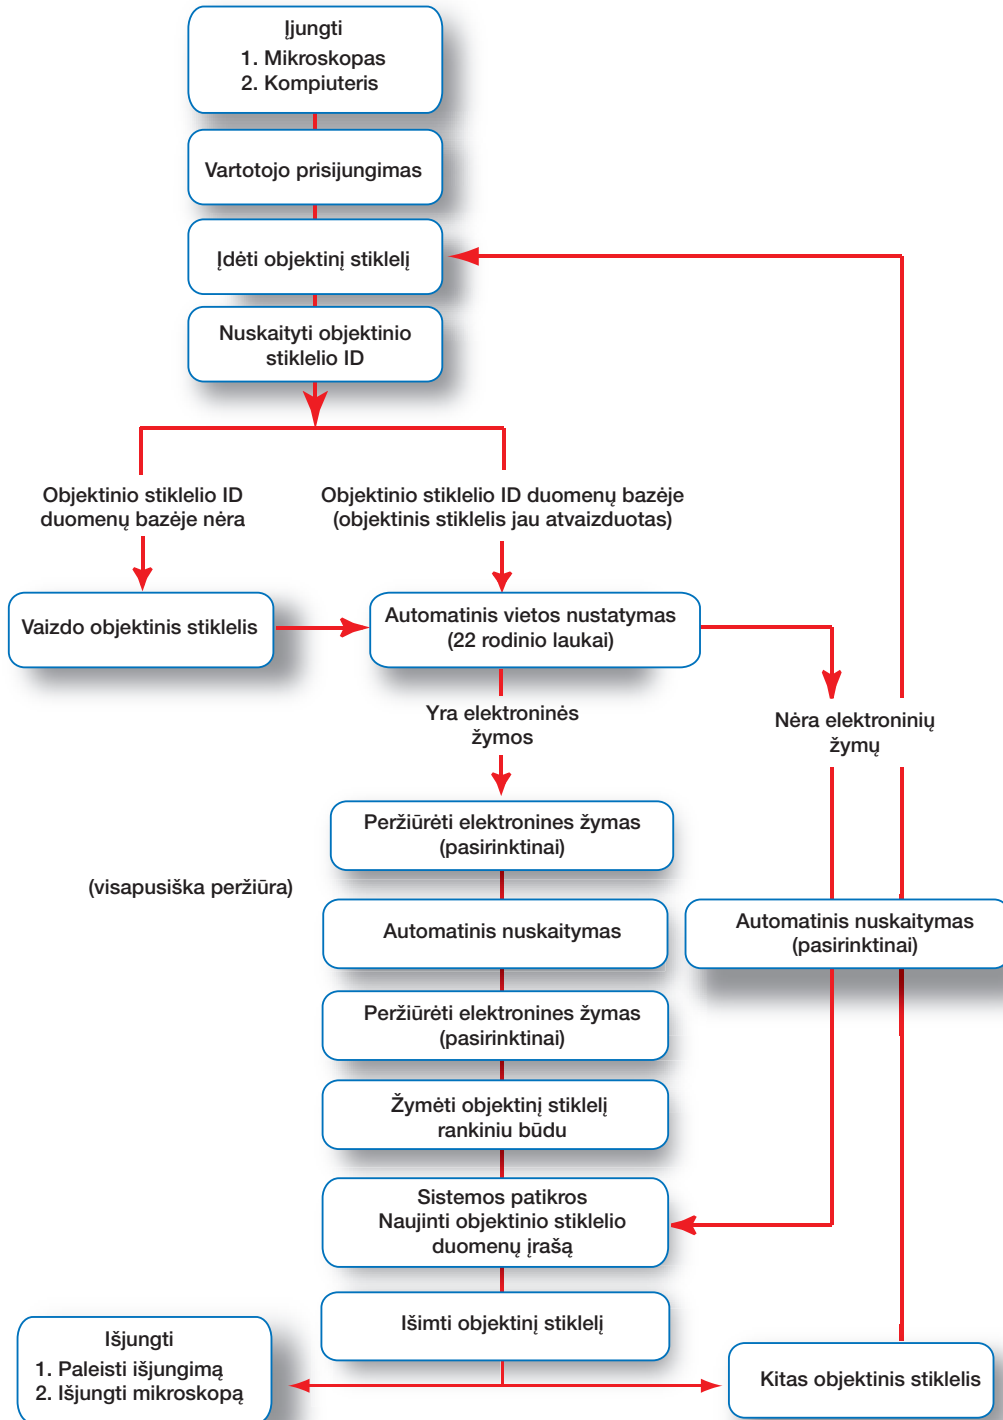 Įjungti
1. Mikroskopas
2. Kompiuteris
Vartotojo prisijungimas
Įdėti objektinį stiklelį
Nuskaityti objektinio
stiklelio ID
Objektinio stiklelio ID
duomenų bazėje nėra
Objektinio stiklelio ID duomenų bazėje
(objektinis stiklelis jau atvaizduotas)
Vaizdo objektinis stiklelis
Automatinis vietos nustatymas
(22 rodinio laukai)
Yra elektroninės
žymos
Nėra elektroninių
žymų
Peržiūrėti elektronines žymas
(pasirinktinai)
(visapusiška peržiūra)
Automatinis nuskaitymas
Automatinis nuskaitymas
(pasirinktinai)
Peržiūrėti elektronines žymas
(pasirinktinai)
Žymėti objektinį stiklelį
rankiniu būdu
Sistemos patikros
Naujinti objektinio stiklelio
duomenų įrašą
Išimti objektinį stiklelį
Išjungti
1. Paleisti išjungimą
2. Išjungti mikroskopą
Kitas objektinis stiklelis